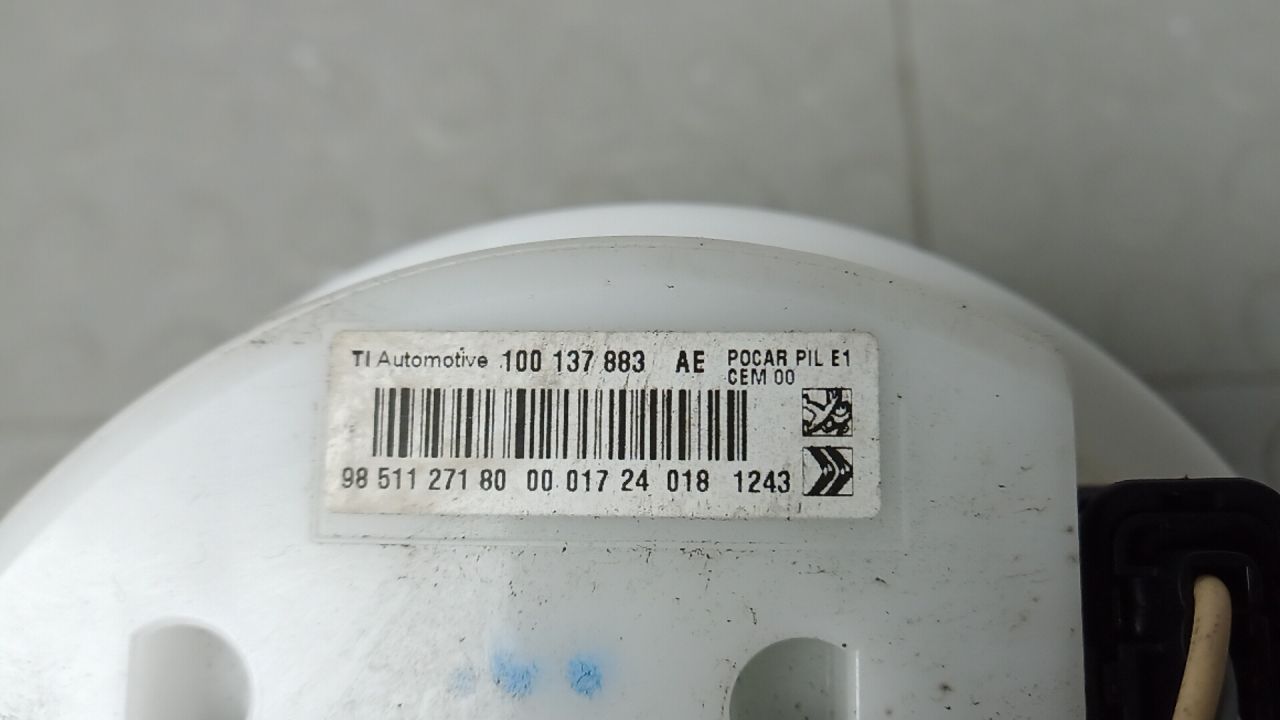 TI Automotive 100 137 883 AE POCAR PIL E1
CEM 00
98 511 271 80 00 017 24 018 1243